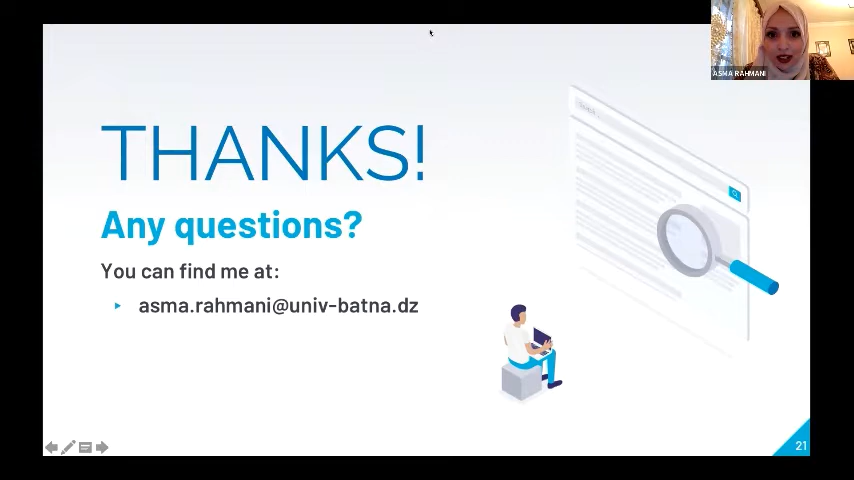 ASMA RAHMANI
THANKS!
Any questions?
You can find me at:
asma.rahmani@univ-batna.dz
21